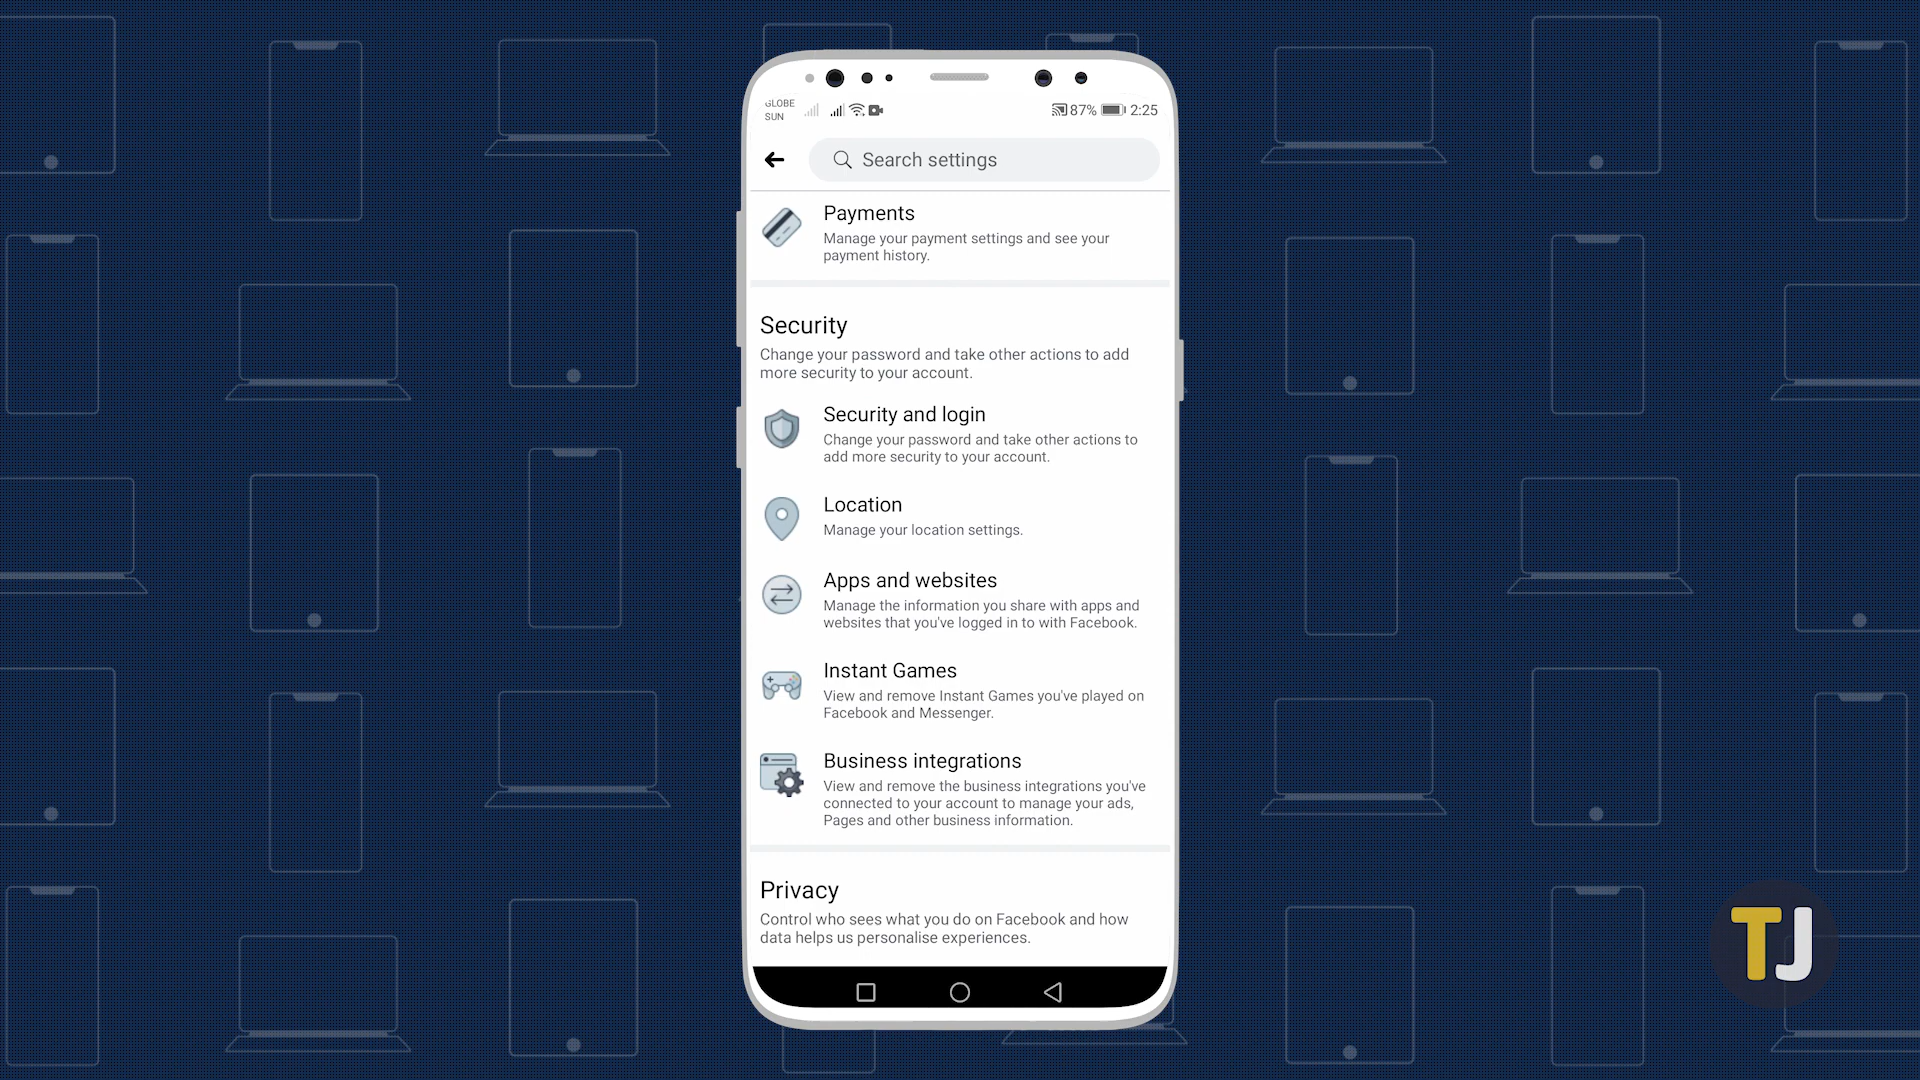 GLOBE
SUN
87% 2:25
Search settings
Payments
Manage your payment settings and see your
payment history.
Security
Change your password and take other actions to add
more security to your account.
Security and login
Change your password and take other actions to
add more security to your account.
Location
Manage your location settings.
Apps and websites
Manage the information you share with apps and
websites that you've logged in to with Facebook.
Instant Games
View and remove Instant Games you've played on
Facebook and Messenger.
Business integrations
View and remove the business integrations you've
connected to your account to manage your ads,
Pages and other business information.
Privacy
Control who sees what you do on Facebook and how
data helps us personalise experiences.
TJ